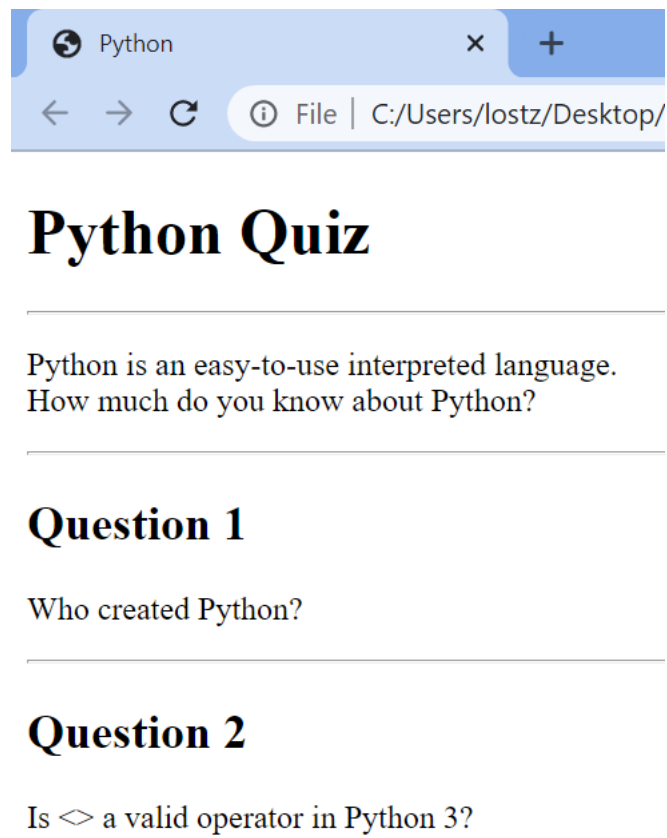 Python
File | C:/Users/lostz/Desktop/
Python Quiz
Python is an easy-to-use interpreted language.
How much do you know about Python?
Question 1
Who created Python?
Question 2
Is <> a valid operator in Python 3?